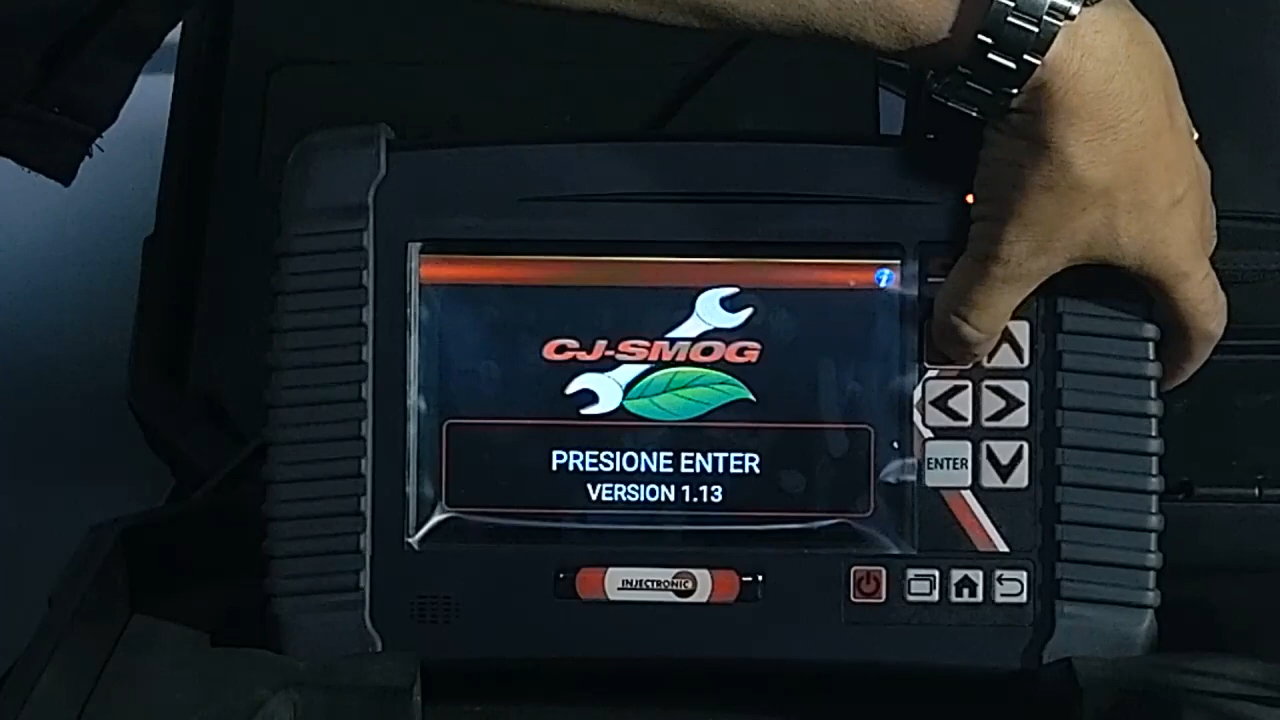 CJ-SMOG
PRESIONE ENTER
VERSION 1.13
ENTER
INJECTRONIC